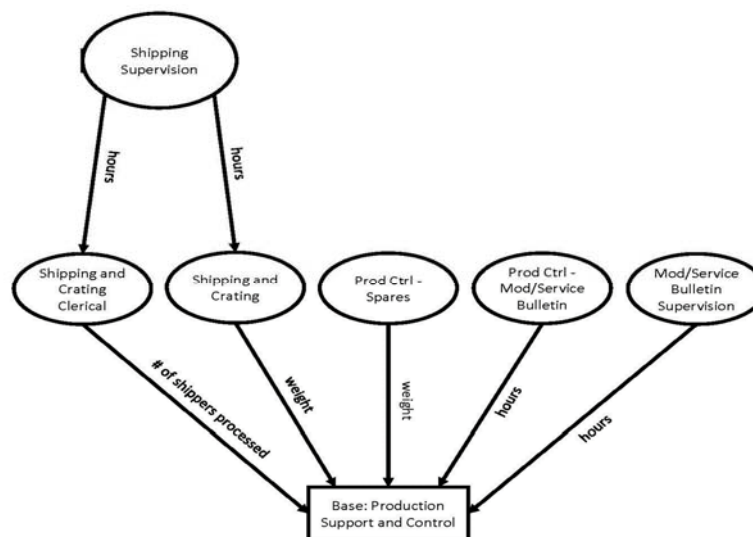 Shipping
Supervision
hours
hours
Shipping and
Crating
Clerical
Shipping and
Crating
Prod Ctrl -
Spares
Prod Ctrl -
Mod/Service
Bulletin
Mod/Service
Bulletin
Supervision
# of shippers processed
weight
weight
hours
hours
Base: Production
Support and Control